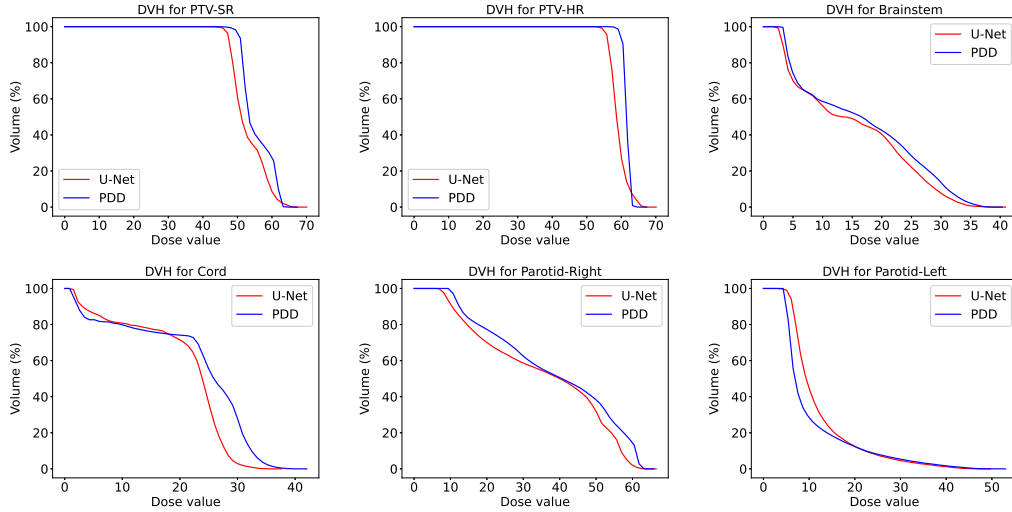 DVH for PTV-SR
Volume (%)
100
80
60
40
20
0
U-Net
PDD
0 10 20 30 40 50 60 70
Dose value
DVH for PTV-HR
Volume (%)
100
80
60
40
20
0
U-Net
PDD
0 10 20 30 40 50 60 70
Dose value
DVH for Brainstem
Volume (%)
100
80
60
40
20
0
U-Net
PDD
0 5 10 15 20 25 30 35 40
Dose value
DVH for Cord
Volume (%)
100
80
60
40
20
0
U-Net
PDD
0 10 20 30 40
Dose value
DVH for Parotid-Right
Volume (%)
100
80
60
40
20
0
U-Net
PDD
0 10 20 30 40 50 60
Dose value
DVH for Parotid-Left
Volume (%)
100
80
60
40
20
0
U-Net
PDD
0 10 20 30 40 50
Dose value